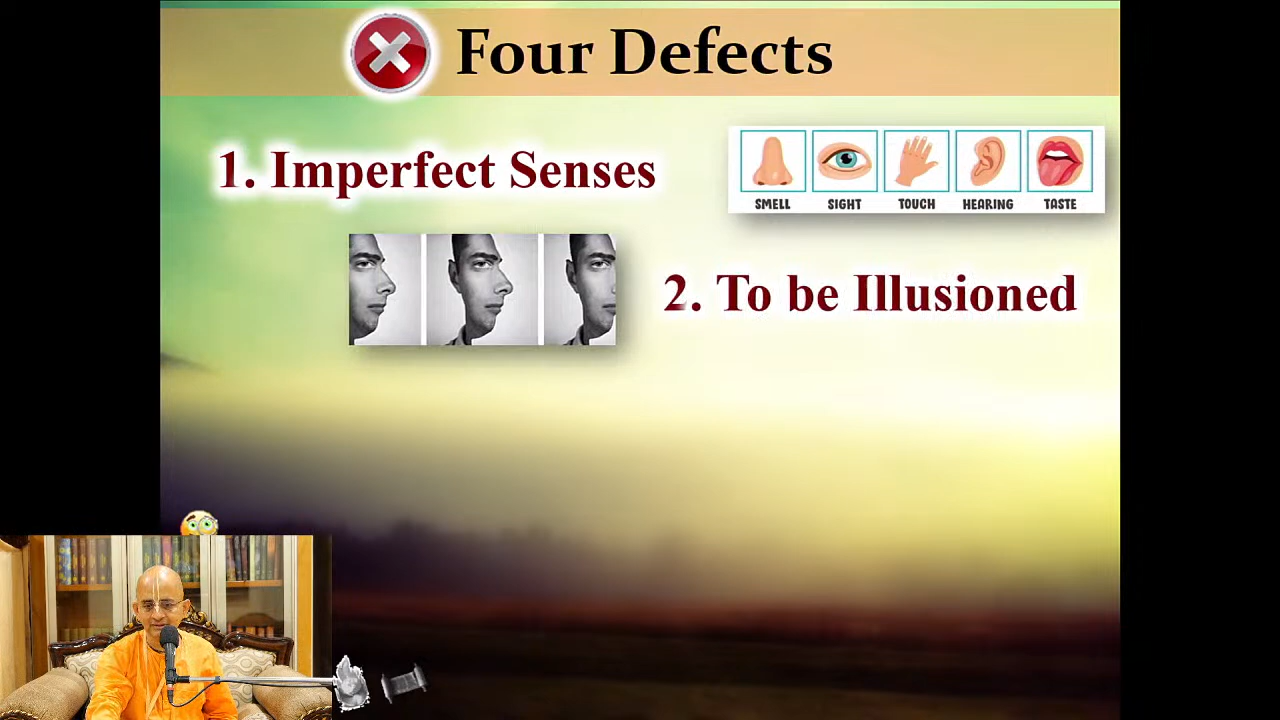 Four Defects
1. Imperfect Senses
SMELL SIGHT TOUCH HEARING TASTE
2. To be Illusioned